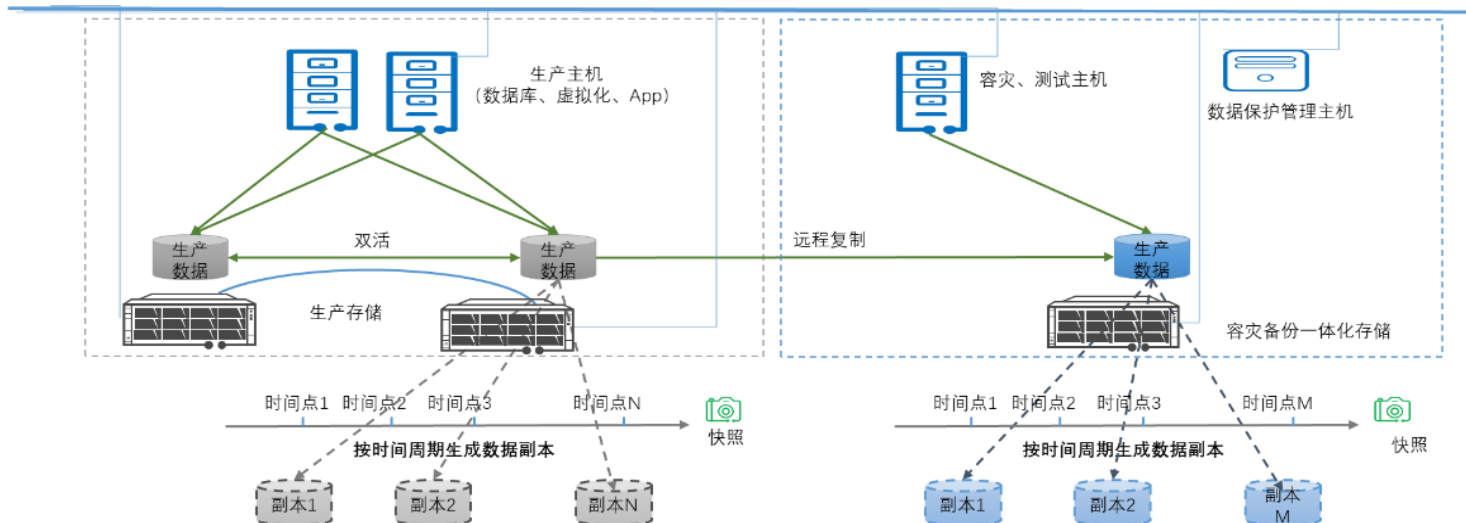 生产主机
（数据库、虚拟化、App）
容灾、测试主机
数据保护管理主机
生产
数据
双活
生产
数据
远程复制
生产
数据
生产存储
容灾备份一体化存储
时间点1
时间点2
时间点3
时间点N
快照
按时间周期生成数据副本
副本1
副本2
副本N
时间点1
时间点2
时间点3
时间点M
快照
按时间周期生成数据副本
副本1
副本2
副本
M